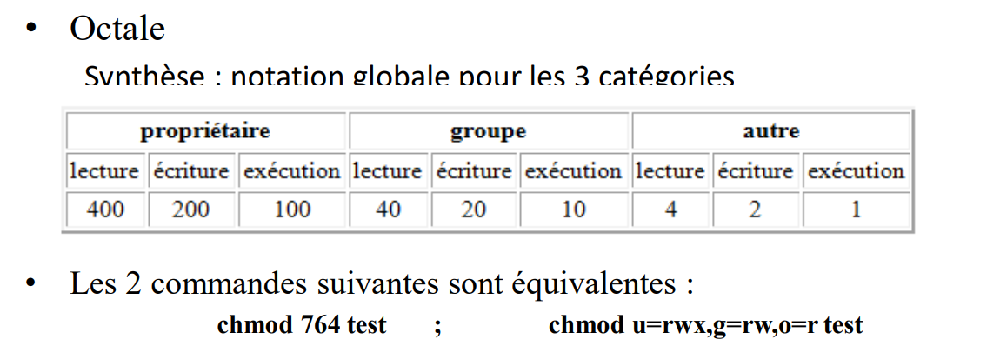 • Octale
Synthèse : notation globale pour les 3 catégories
propriétaire groupe autre
lecture écriture exécution lecture écriture exécution lecture écriture exécution
400 200 100 40 20 10 4 2 1
• Les 2 commandes suivantes sont équivalentes :
chmod 764 test ; chmod u=rwx,g=rw,o=r test